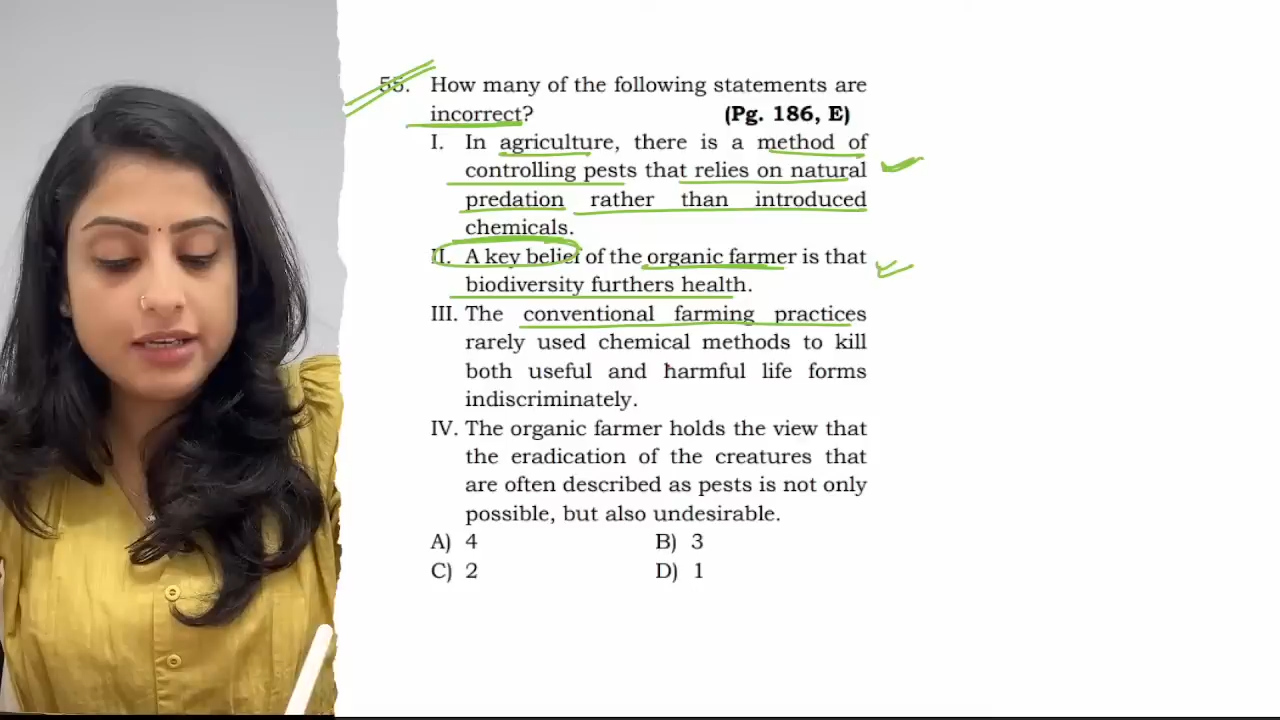 55. How many of the following statements are
incorrect? (Pg. 186, E)
I. In agriculture, there is a method of
controlling pests that relies on natural
predation rather than introduced
chemicals.
II. A key belief of the organic farmer is that
biodiversity furthers health.
III. The conventional farming practices
rarely used chemical methods to kill
both useful and harmful life forms
indiscriminately.
IV. The organic farmer holds the view that
the eradication of the creatures that
are often described as pests is not only
possible, but also undesirable.
A) 4 B) 3
C) 2 D) 1